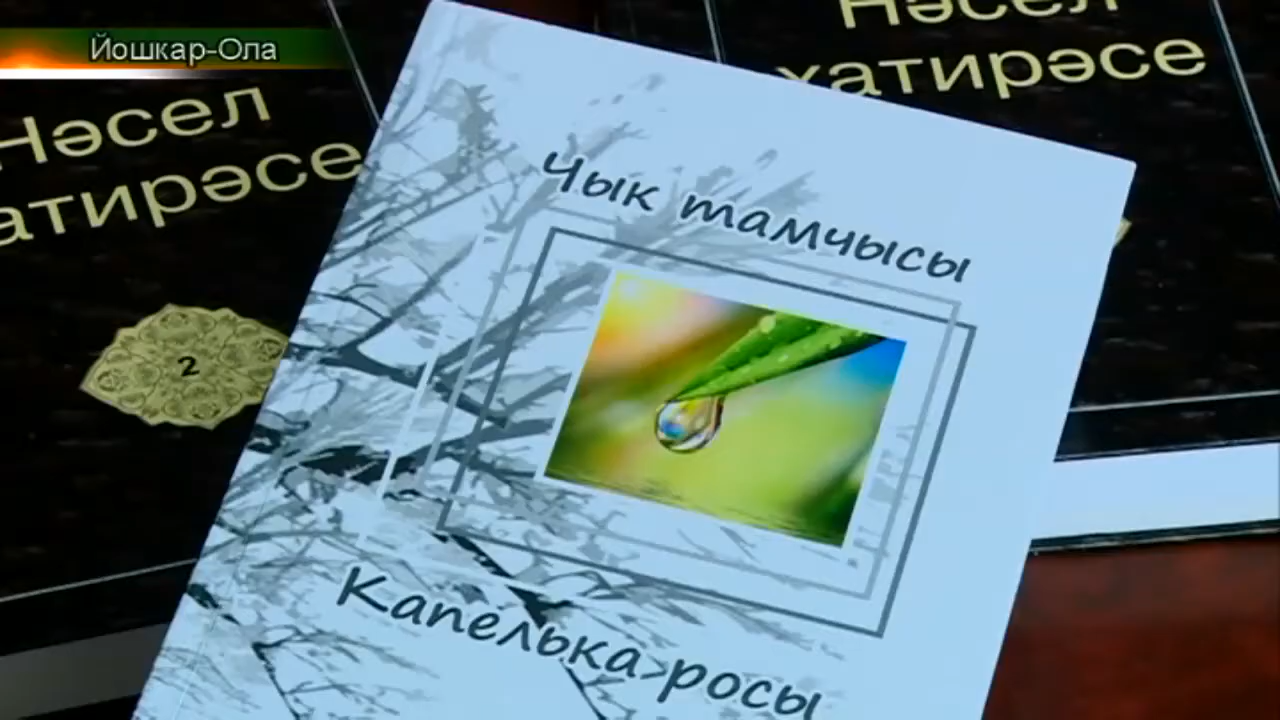 Йошкар-Ола
Нәсел
хатирәсе
2
Нәсел
хатирәсе
Чык тамчысы
Капелька росы